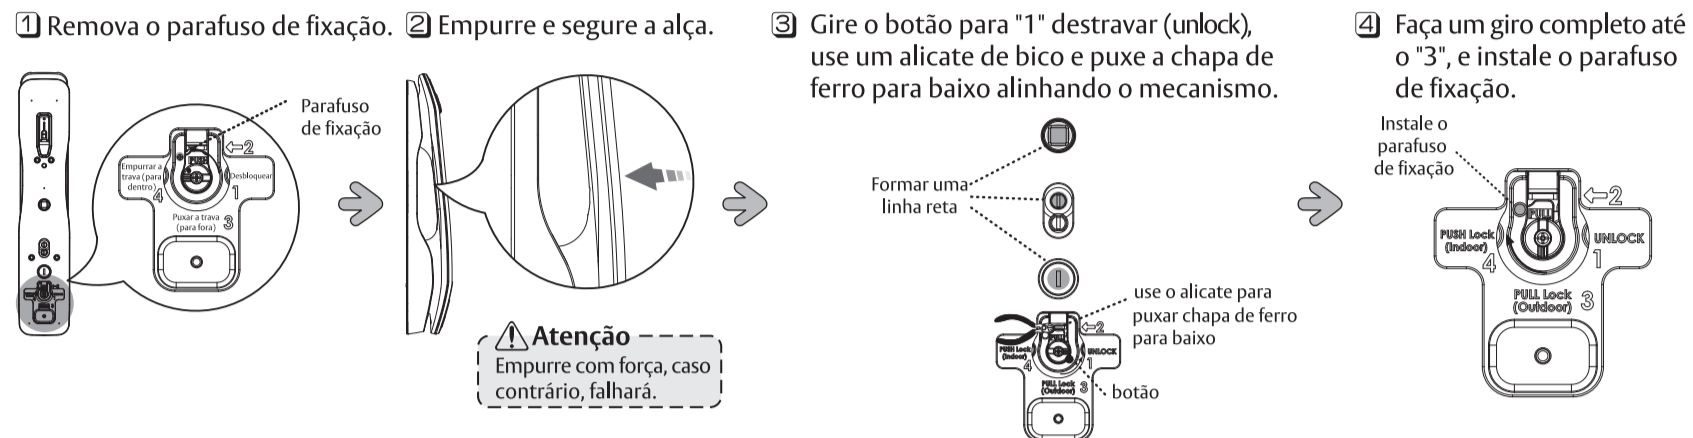 1 Remova o parafuso de fixação.
Parafuso
de fixação
PUSH
2
Empurrar a
trava (para
dentro)
4
Desbloquear
1
Puxar a trava
(para fora)
3
2 Empurre e segure a alça.
Atenção
Empurre com força, caso
contrário, falhará.
3 Gire o botão para "1" destravar (unlock),
use um alicate de bico e puxe a chapa de
ferro para baixo alinhando o mecanismo.
Formar uma
linha reta
use o alicate para
puxar chapa de ferro
para baixo
2
PUSH Lock
(Indoor)
4
UNLOCK
1
PULL Lock
(Outdoor)
3
botão
4 Faça um giro completo até
o "3", e instale o parafuso
de fixação.
Instale o
parafuso
de fixação
2
PULL
PUSH Lock
(Indoor)
4
UNLOCK
1
PULL Lock
(Outdoor)
3